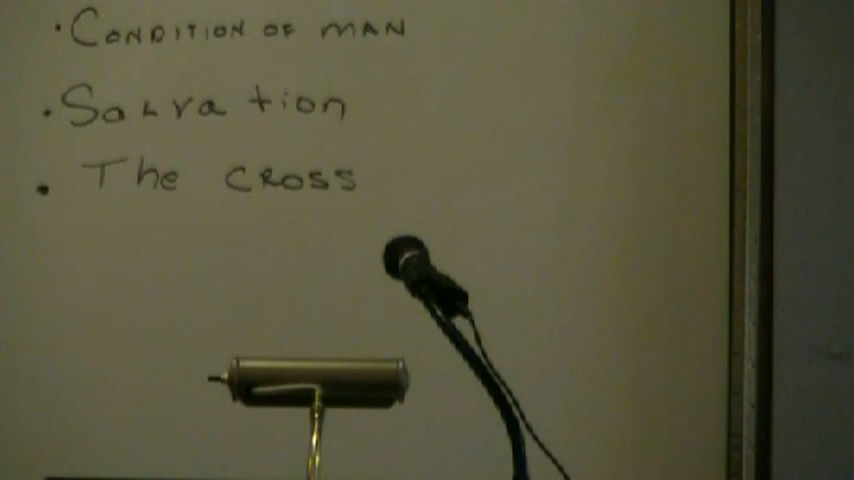 · CONDITION OF MAN
· Salvation
· The CROSS